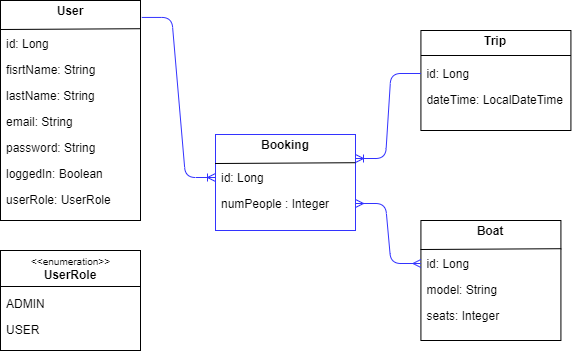 User
id: Long
fisrtName: String
lastName: String
email: String
password: String
loggedIn: Boolean
userRole: UserRole
<<enumeration>>
UserRole
ADMIN
USER
Booking
id: Long
numPeople : Integer
Trip
id: Long
dateTime: LocalDateTime
Boat
id: Long
model: String
seats: Integer